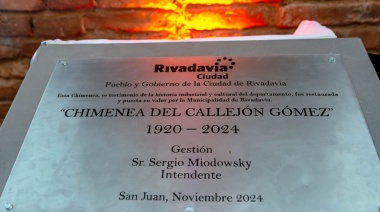 Rivadavia
Ciudad
Pueblo y Gobierno de la Ciudad de Rivadavia
Esta Chimenea, es testimonio de la historia industrial y cultural del departamento, fue restaurada
y puesta en valor por la Municipalidad de Rivadavia.
"CHIMENEA DEL CALLEJÓN GÓMEZ"
1920 – 2024
Gestión
Sr. Sergio Miodowsky
Intendente
San Juan, Noviembre 2024